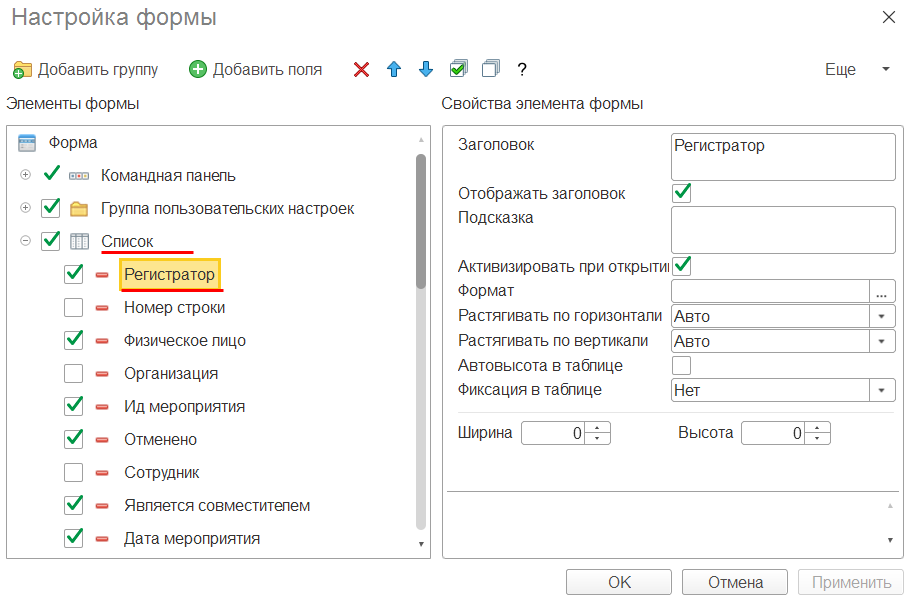 Настройка формы
Добавить группу Добавить поля ? Еще
Элементы формы
Форма
Командная панель
Группа пользовательских настроек
Список
Регистратор
Номер строки
Физическое лицо
Организация
Ид мероприятия
Отменено
Сотрудник
Является совместителем
Дата мероприятия
Свойства элемента формы
Заголовок Регистратор
Отображать заголовок
Подсказка
Активизировать при открыти
Формат ...
Растягивать по горизонтали Авто
Растягивать по вертикали Авто
Автовысота в таблице
Фиксация в таблице Нет
Ширина 0 Высота 0
OK Отмена Применить